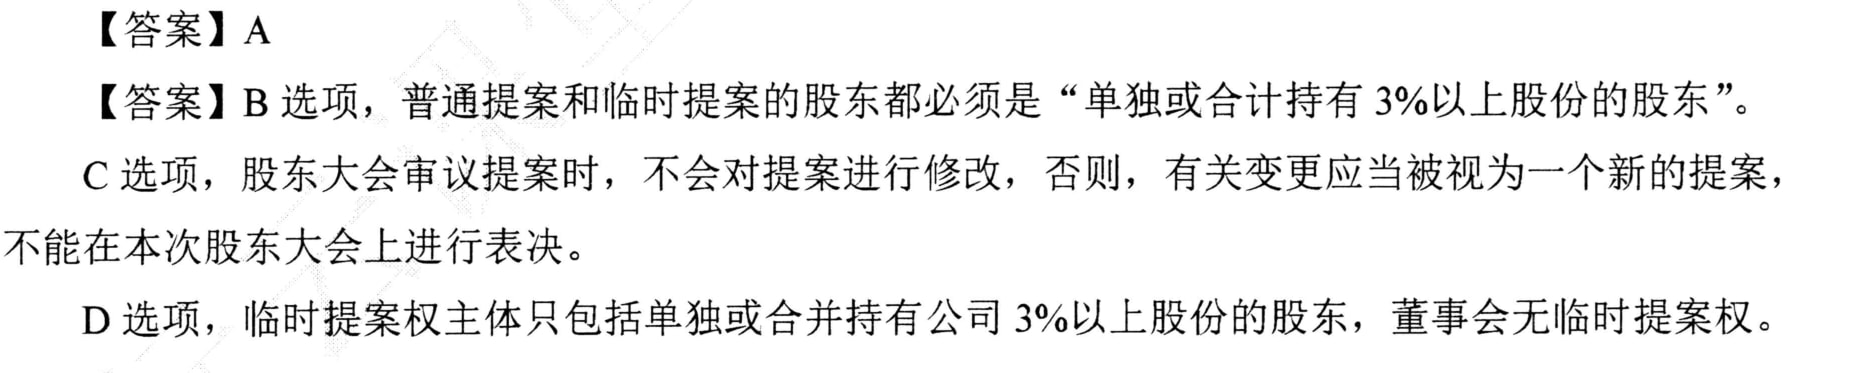 【答案】A
【答案】B 选项，普通提案和临时提案的股东都必须是“单独或合计持有 3%以上股份的股东”。
C 选项，股东大会审议提案时，不会对提案进行修改，否则，有关变更应当被视为一个新的提案，
不能在本次股东大会上进行表决。
D 选项，临时提案权主体只包括单独或合并持有公司 3%以上股份的股东，董事会无临时提案权。